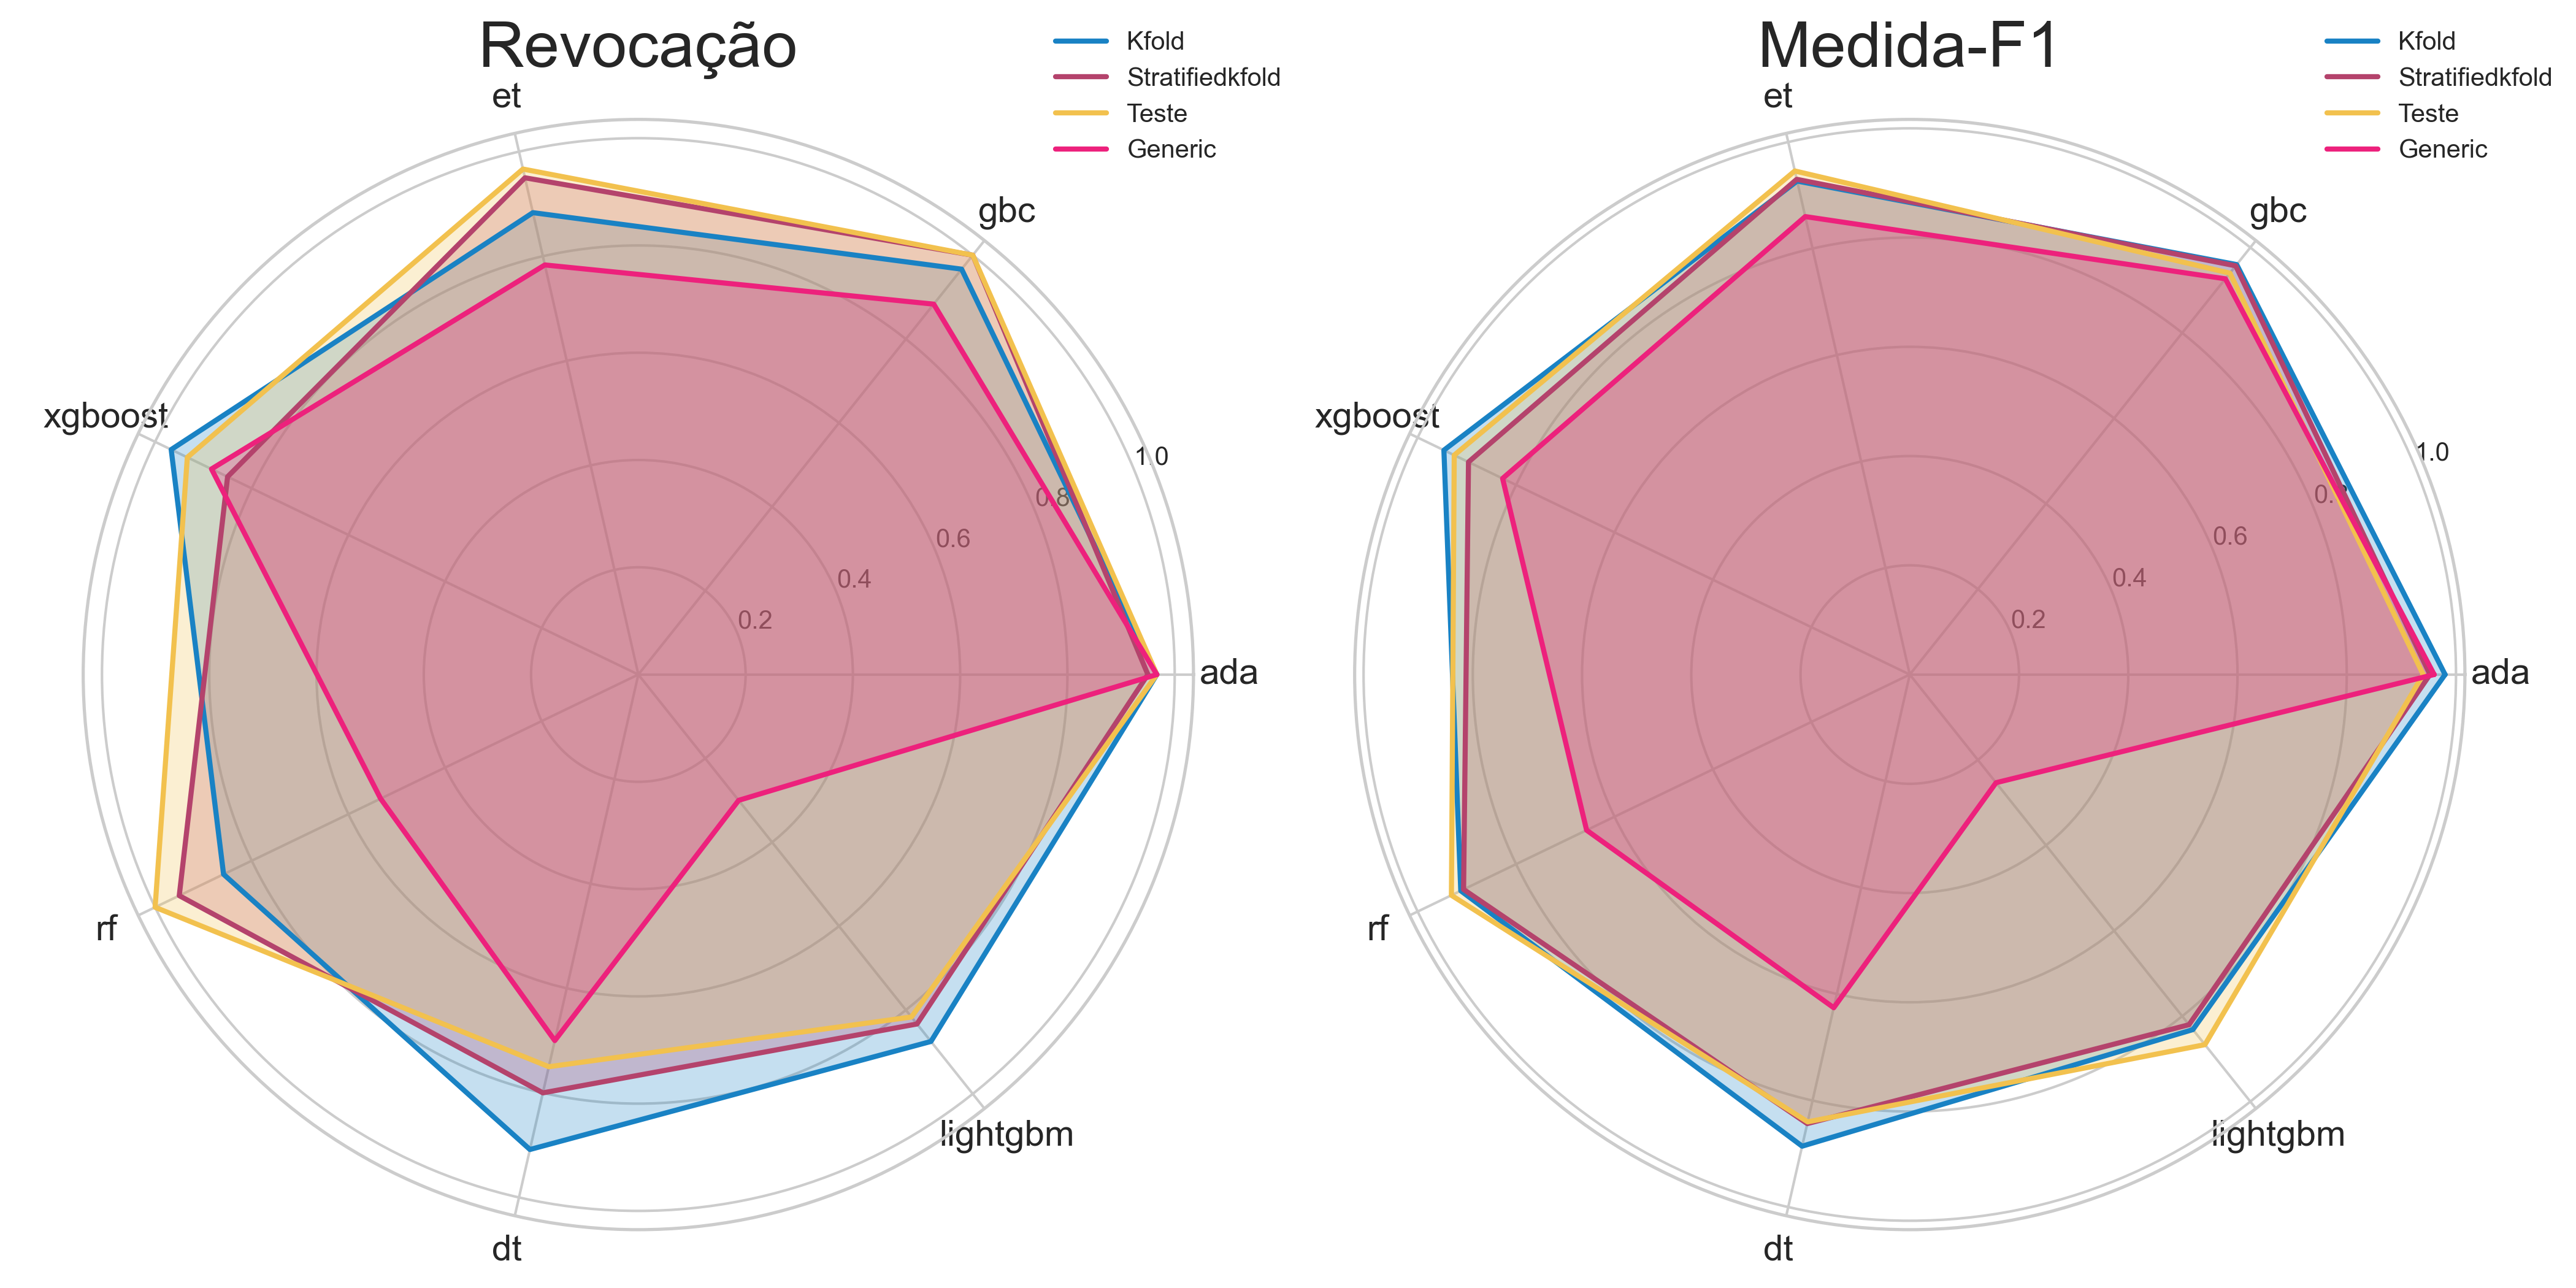 Revocação
Kfold
Stratifiedkfold
Teste
Generic
et
gbc
xgboost
1.0
0.8
0.6
0.4
0.2
ada
rf
lightgbm
dt
Medida-F1
Kfold
Stratifiedkfold
Teste
Generic
et
gbc
xgboost
1.0
0.8
0.6
0.4
0.2
ada
rf
lightgbm
dt